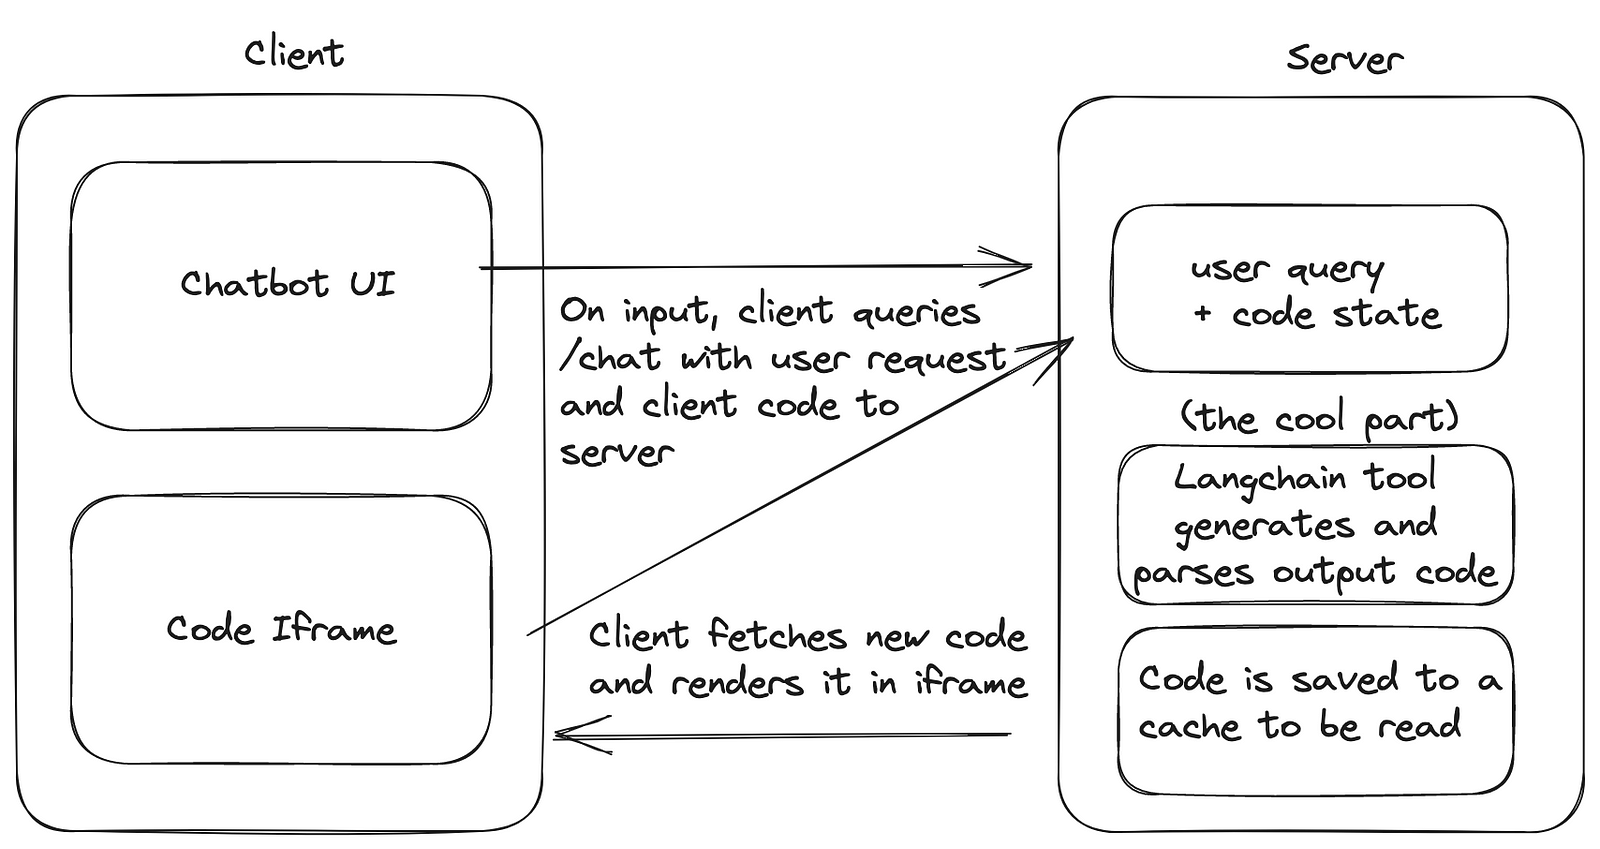 Client
Server
Chatbot UI
On input, client queries
/chat with user request
and client code to
server
user query
+ code state
(the cool part)
Langchain tool
generates and
parses output code
Code Iframe
Client fetches new code
and renders it in iframe
Code is saved to a
cache to be read